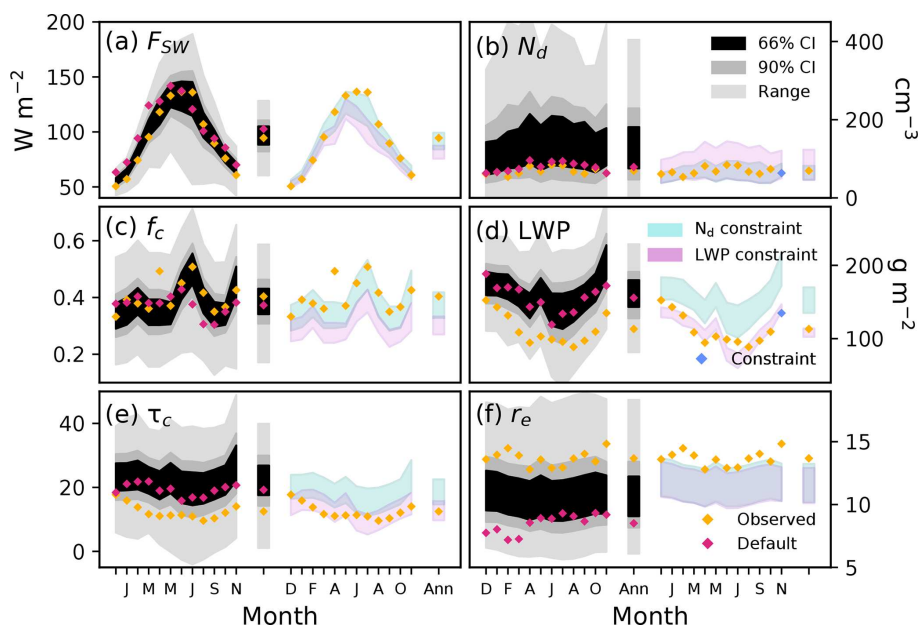 200
150
100
50
W m⁻²
(a) F_SW
(b) N_d
66% CI
90% CI
Range
400
200
0
cm⁻³
0.6
0.4
0.2
(c) f_c
(d) LWP
N_d constraint
LWP constraint
Constraint
200
100
g m⁻²
40
20
0
(e) τ_c
(f) r_e
Observed
Default
15
10
5
J M M J S N D F A J A O Ann
D F A J A O Ann J M M J S N
Month
Month